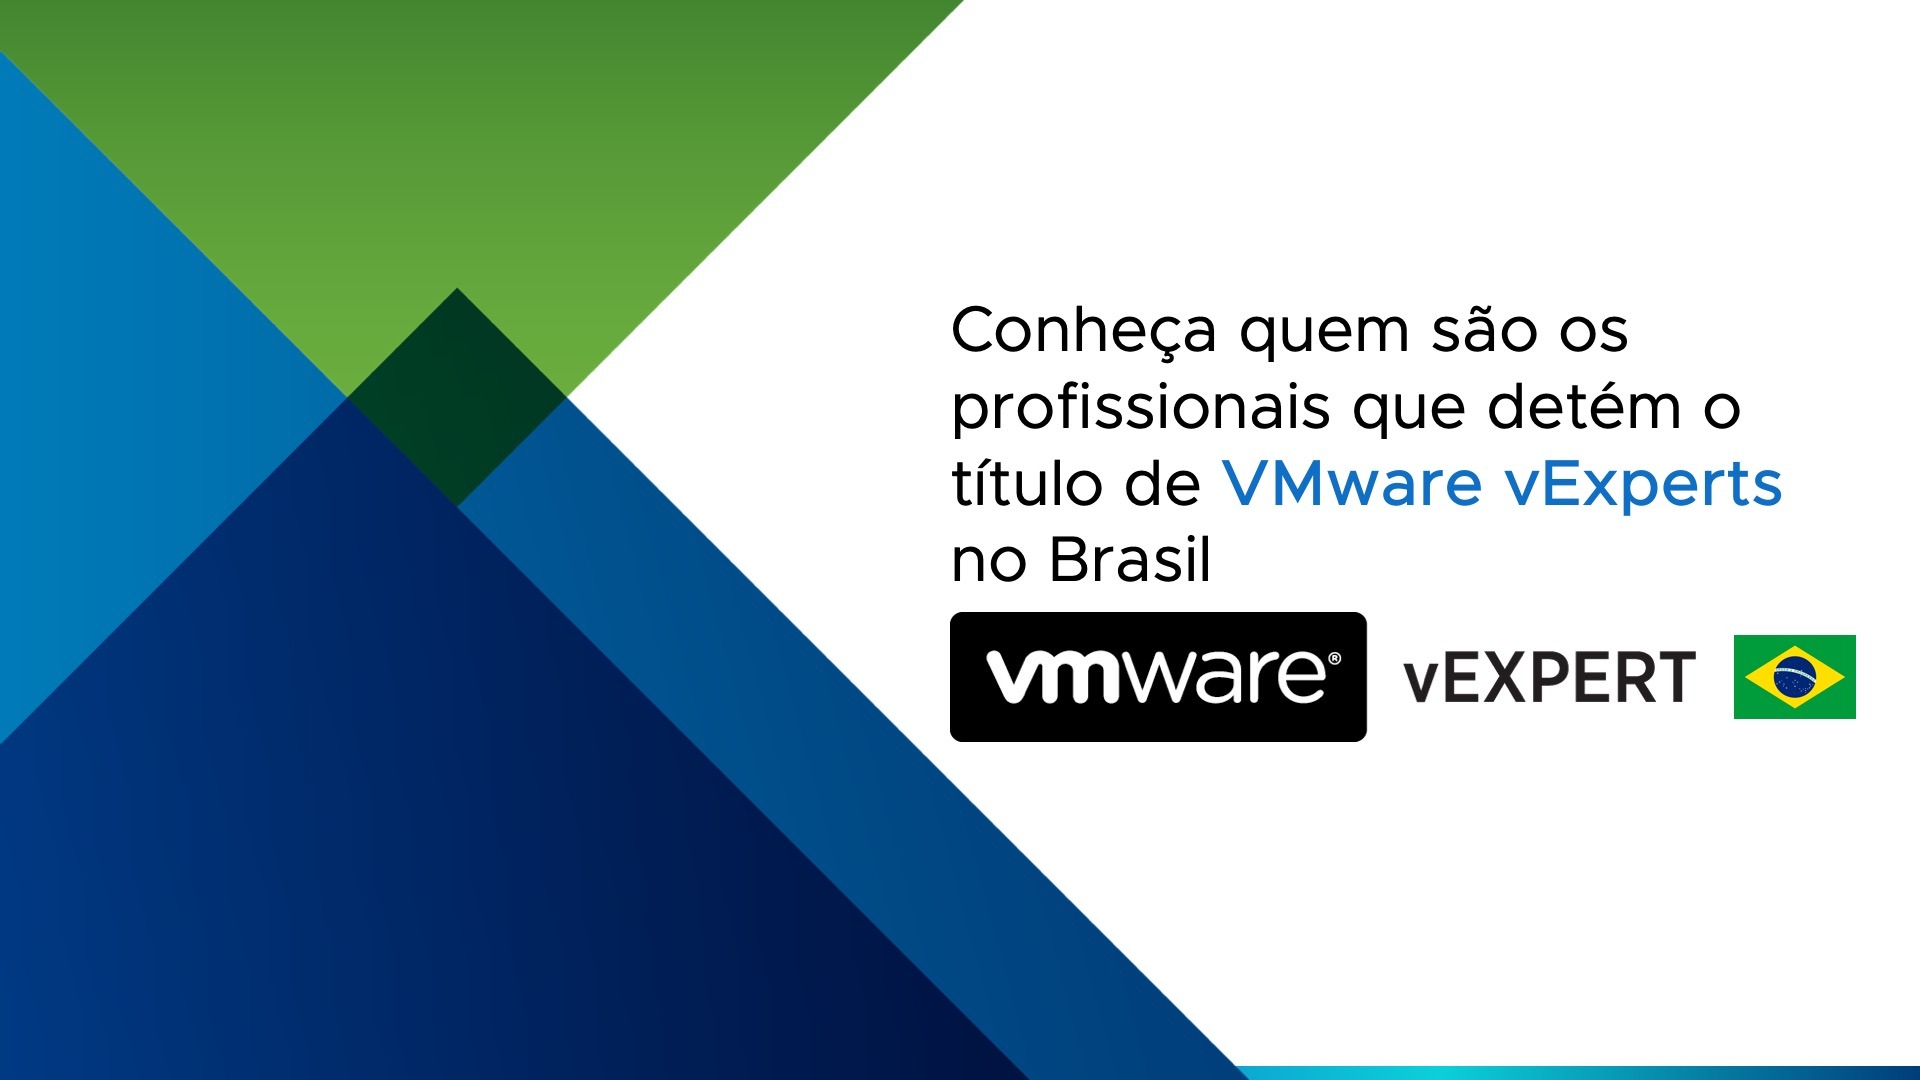 Conheça quem são os
profissionais que detém o
título de VMware vExperts
no Brasil
vmware® vEXPERT